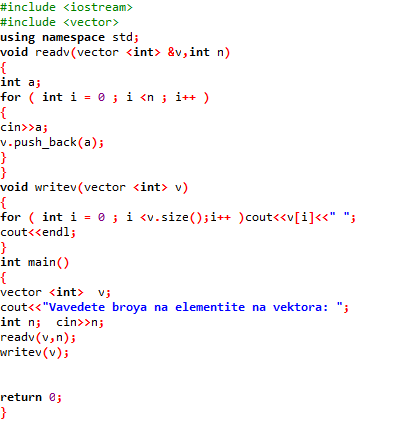 #include <iostream>
#include <vector>
using namespace std;
void readv(vector <int> &v,int n)
{
int a;
for ( int i = 0 ; i <n ; i++ )
{
cin>>a;
v.push_back(a);
}
}
void writev(vector <int> v)
{
for ( int i = 0 ; i <v.size();i++ )cout<<v[i]<<" ";
cout<<endl;
}
int main()
{
vector <int>  v;
cout<<"Vavedete broya na elementite na vektora: ";
int n;  cin>>n;
readv(v,n);
writev(v);
return 0;
}